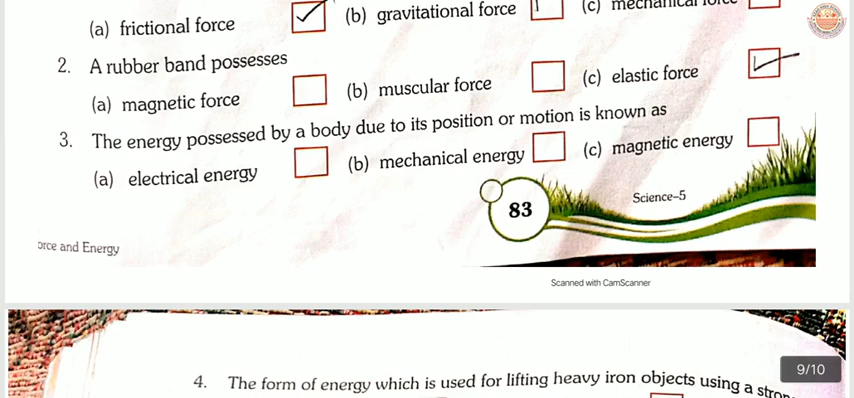 (a) frictional force (b) gravitational force (c) mechanical force
2. A rubber band possesses
(a) magnetic force (b) muscular force (c) elastic force
3. The energy possessed by a body due to its position or motion is known as
(a) electrical energy (b) mechanical energy (c) magnetic energy
83
Science–5
orce and Energy
Scanned with CamScanner
9/10
4. The form of energy which is used for lifting heavy iron objects using a